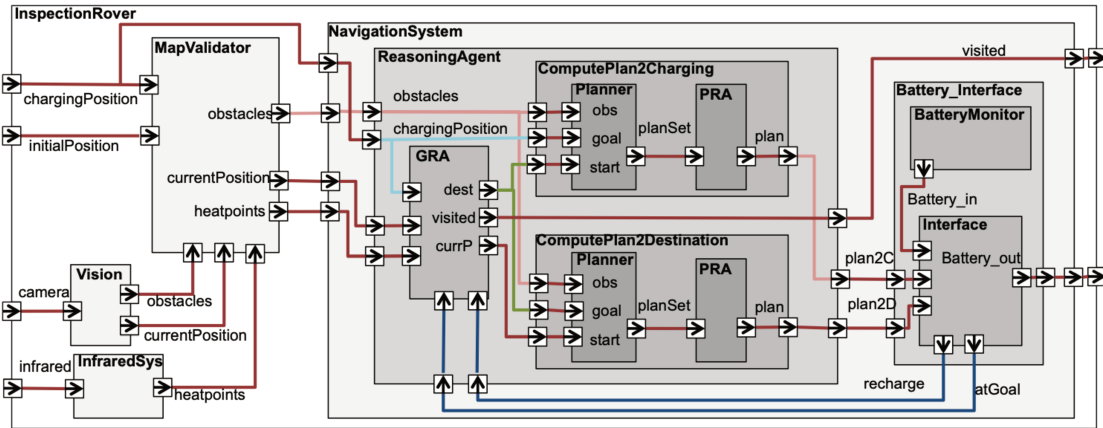 InspectionRover
NavigationSystem
MapValidator
visited
ReasoningAgent
ComputePlan2Charging
Planner
PRA
Battery_Interface
chargingPosition
obstacles
obstacles
obs
BatteryMonitor
initialPosition
chargingPosition
goal
planSet
plan
GRA
start
currentPosition
dest
Battery_in
heatpoints
visited
Interface
currP
ComputePlan2Destination
Planner
PRA
plan2C
Battery_out
Vision
camera
obstacles
obs
plan2D
goal
planSet
plan
currentPosition
start
InfraredSys
infrared
heatpoints
recharge
atGoal